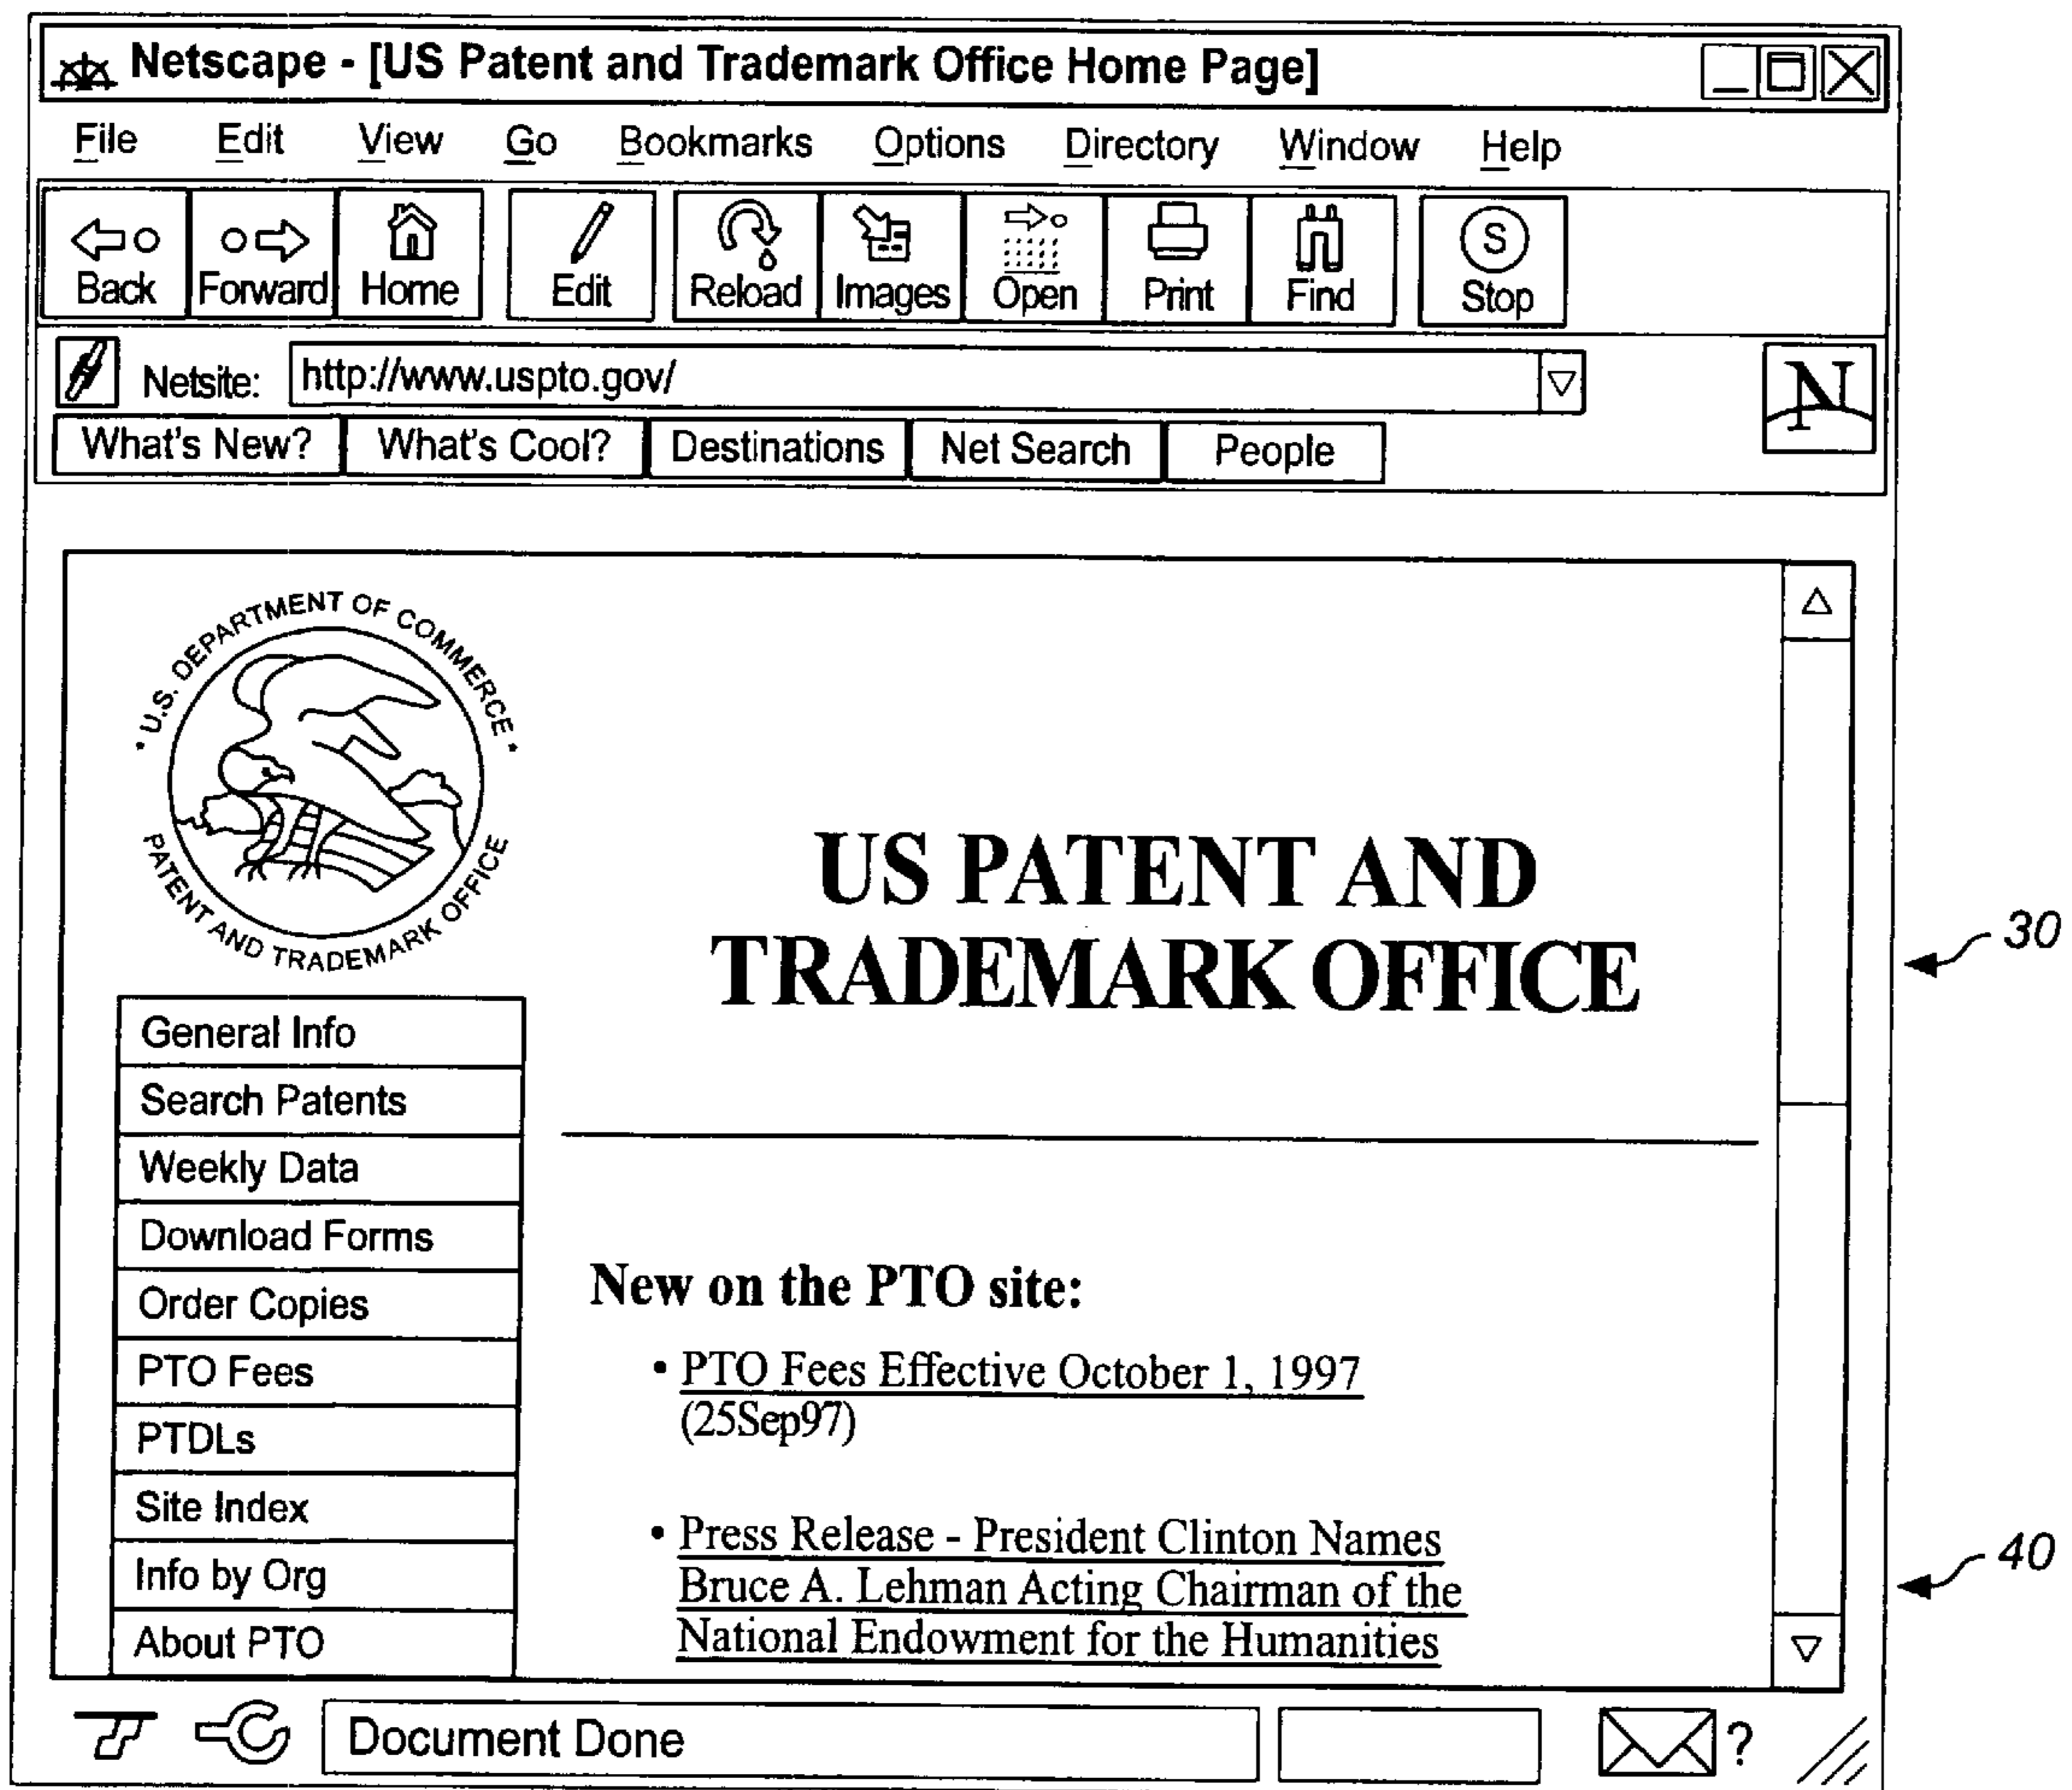 Netscape - [US Patent and Trademark Office Home Page]
File Edit View Go Bookmarks Options Directory Window Help
Back Forward Home Edit Reload Images Open Print Find S Stop
Netsite: http://www.uspto.gov/ N
What's New? What's Cool? Destinations Net Search People
* U.S. DEPARTMENT OF COMMERCE *
PATENT AND TRADEMARK OFFICE
US PATENT AND
TRADEMARK OFFICE
30
General Info
Search Patents
Weekly Data
Download Forms
Order Copies
PTO Fees
PTDLs
Site Index
Info by Org
About PTO
New on the PTO site:
• PTO Fees Effective October 1, 1997
(25Sep97)
• Press Release - President Clinton Names
Bruce A. Lehman Acting Chairman of the
National Endowment for the Humanities
40
Document Done ?